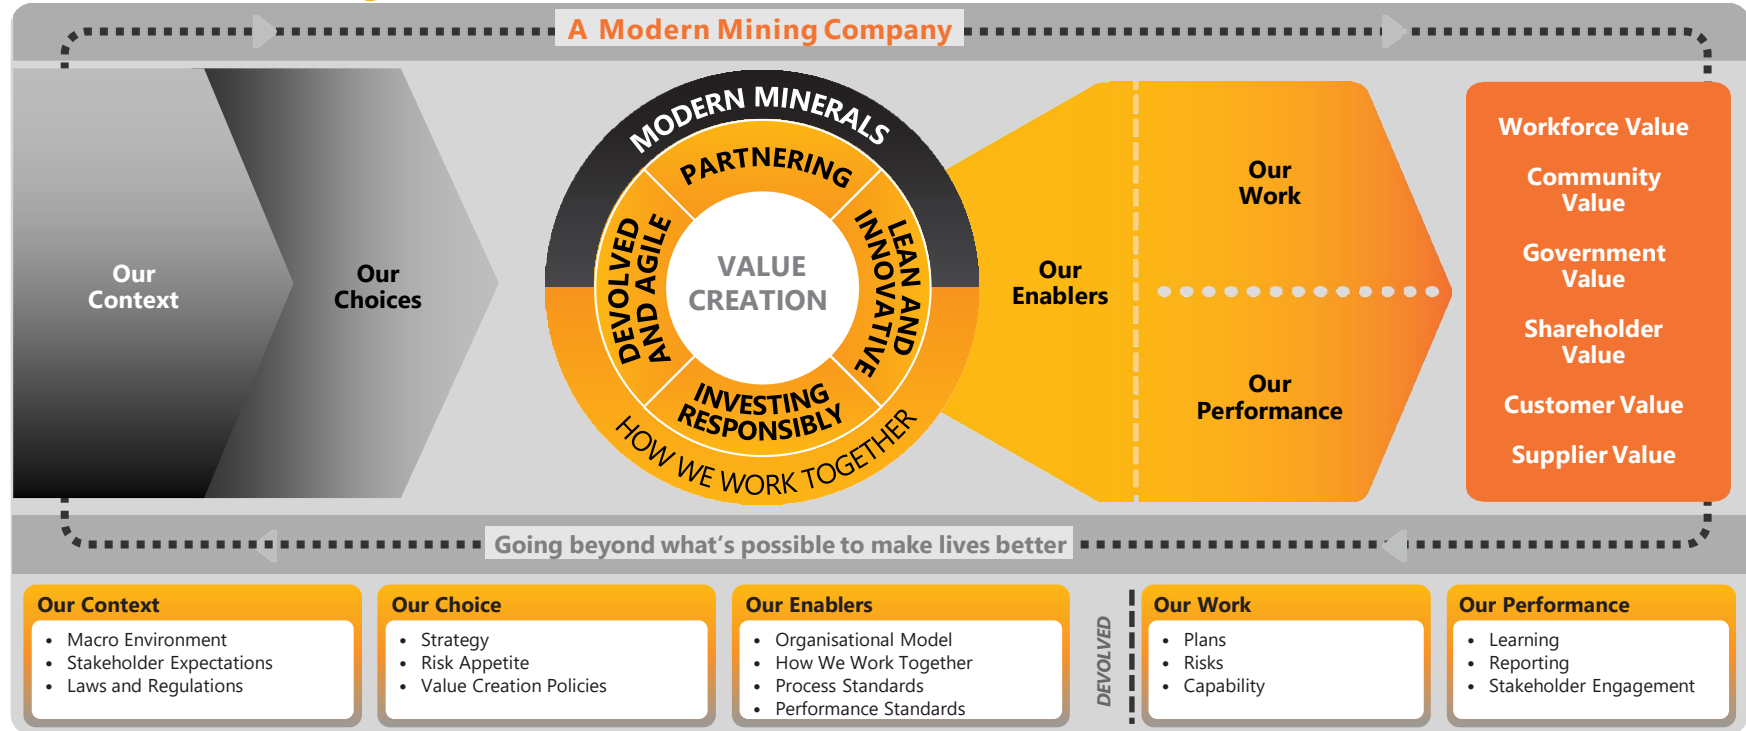 A Modern Mining Company
Our
Context
Our
Choices
MODERN MINERALS
PARTNERING
DEVOLVED
AND AGILE
VALUE
CREATION
LEAN AND
INNOVATIVE
INVESTING
RESPONSIBLY
HOW WE WORK TOGETHER
Our
Enablers
Our
Work
Our
Performance
Workforce Value
Community
Value
Government
Value
Shareholder
Value
Customer Value
Supplier Value
Going beyond what's possible to make lives better
Our Context
• Macro Environment
• Stakeholder Expectations
• Laws and Regulations
Our Choice
• Strategy
• Risk Appetite
• Value Creation Policies
Our Enablers
• Organisational Model
• How We Work Together
• Process Standards
• Performance Standards
DEVOLVED
Our Work
• Plans
• Risks
• Capability
Our Performance
• Learning
• Reporting
• Stakeholder Engagement